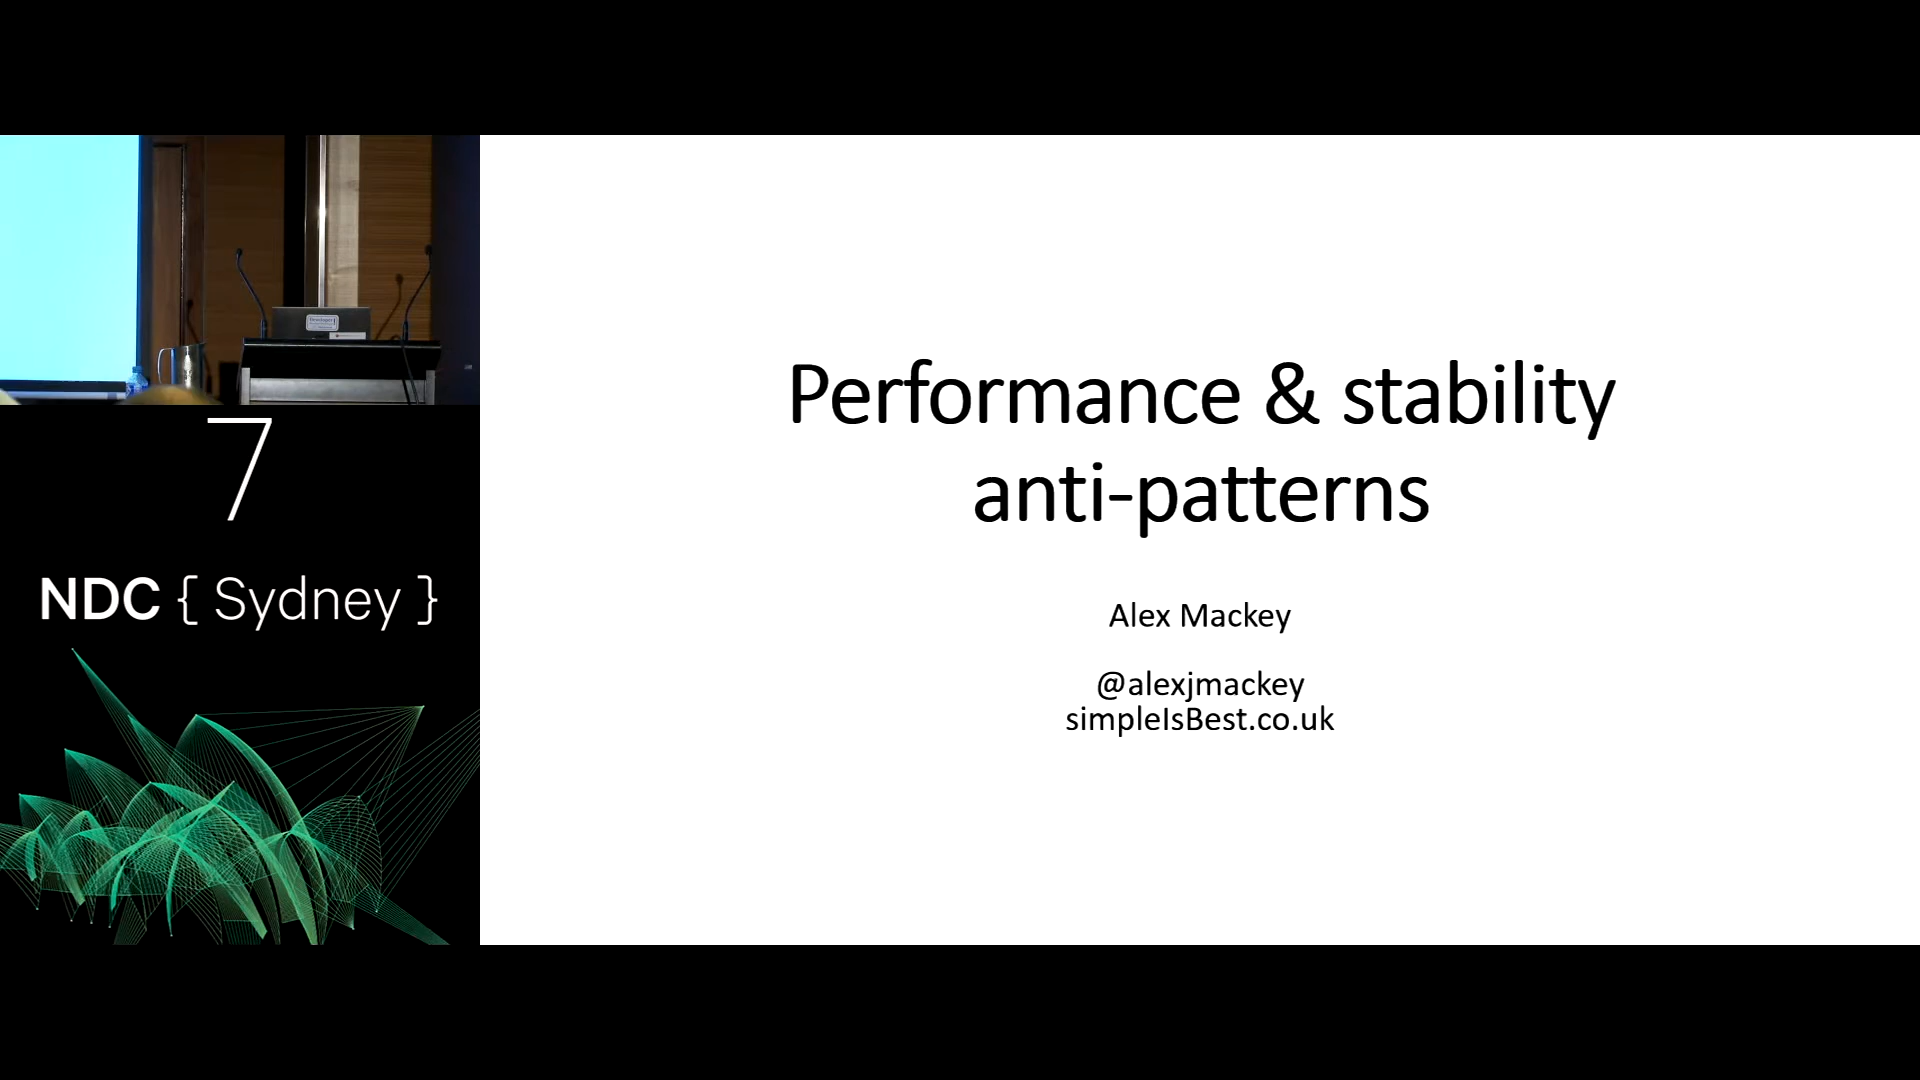 7
NDC { Sydney }
Performance & stability
anti-patterns
Alex Mackey
@alexjmackey
simpleIsBest.co.uk